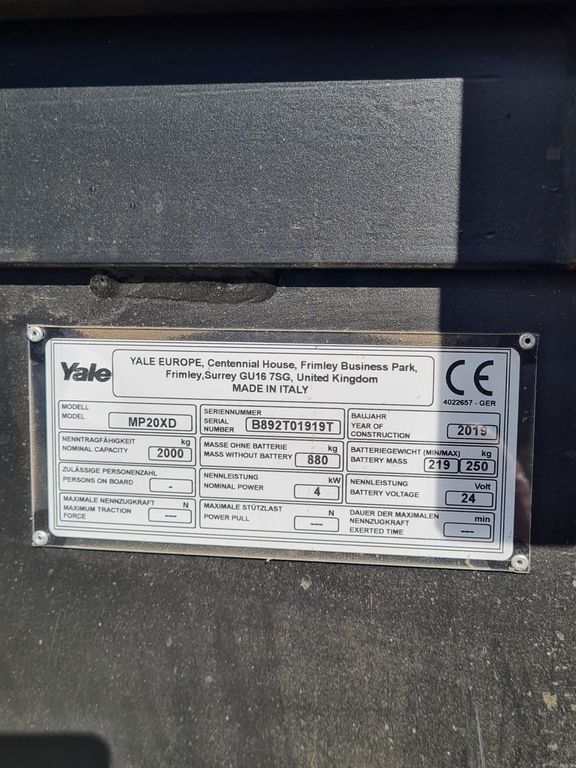 Yale
YALE EUROPE, Centennial House, Frimley Business Park,
Frimley,Surrey GU16 7SG, United Kingdom
MADE IN ITALY
CE
4022657 - GER
MODELL
MODEL
MP20XD
SERIENNUMMER
SERIAL
NUMBER
B892T01919T
BAUJAHR
YEAR OF
CONSTRUCTION
2019
NENNTRAGFÄHIGKEIT kg
NOMINAL CAPACITY 2000
MASSE OHNE BATTERIE kg
MASS WITHOUT BATTERY 880
BATTERIEGEWICHT (MIN/MAX) kg
BATTERY MASS 219 250
ZULÄSSIGE PERSONENZAHL
PERSONS ON BOARD -
NENNLEISTUNG kW
NOMINAL POWER 4
NENNLEISTUNG Volt
BATTERY VOLTAGE 24
MAXIMALE NENNZUGKRAFT N
MAXIMUM TRACTION
FORCE ---
MAXIMALE STÜTZLAST N
POWER PULL ---
DAUER DER MAXIMALEN
NENNZUGKRAFT min
EXERTED TIME ---